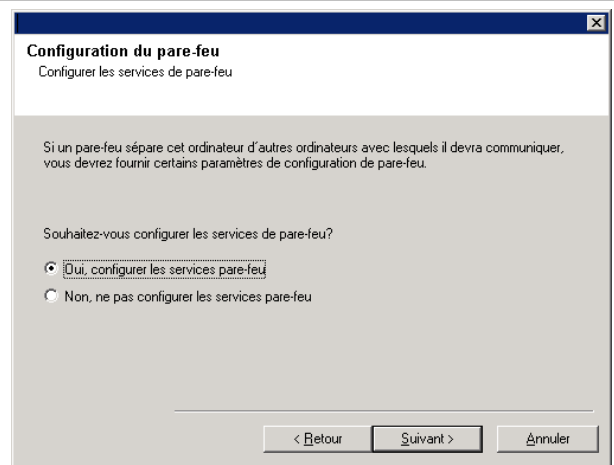 Configuration du pare-feu
Configurer les services de pare-feu
Si un pare-feu sépare cet ordinateur d´autres ordinateurs avec lesquels il devra communiquer,
vous devrez fournir certains paramètres de configuration de pare-feu.
Souhaitez-vous configurer les services de pare-feu?
Oui, configurer les services pare-feu
Non, ne pas configurer les services pare-feu
< Retour Suivant > Annuler